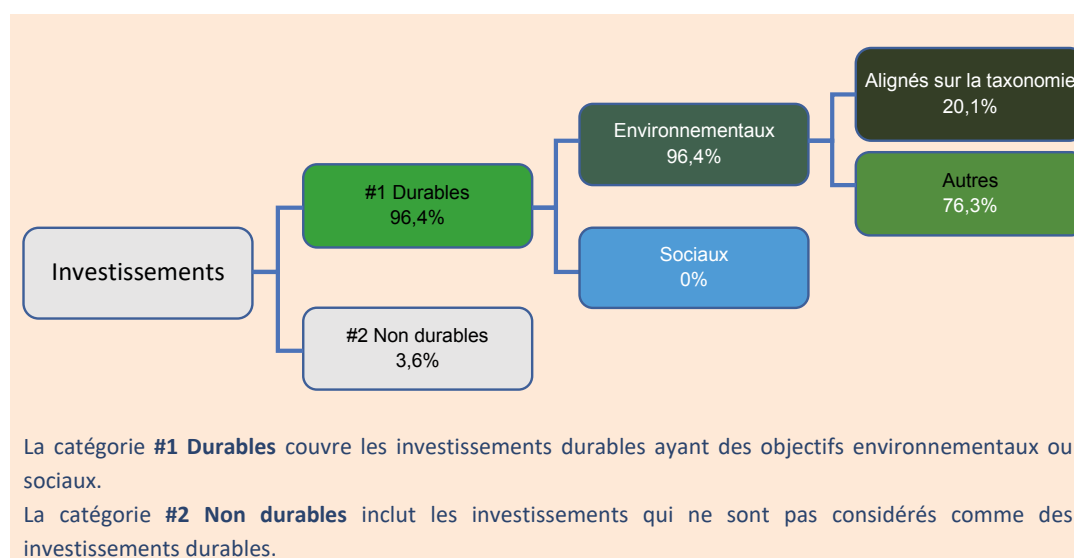 Investissements
#1 Durables
96,4%
#2 Non durables
3,6%
Environnementaux
96,4%
Sociaux
0%
Alignés sur la taxonomie
20,1%
Autres
76,3%
La catégorie #1 Durables couvre les investissements durables ayant des objectifs environnementaux ou
sociaux.
La catégorie #2 Non durables inclut les investissements qui ne sont pas considérés comme des
investissements durables.